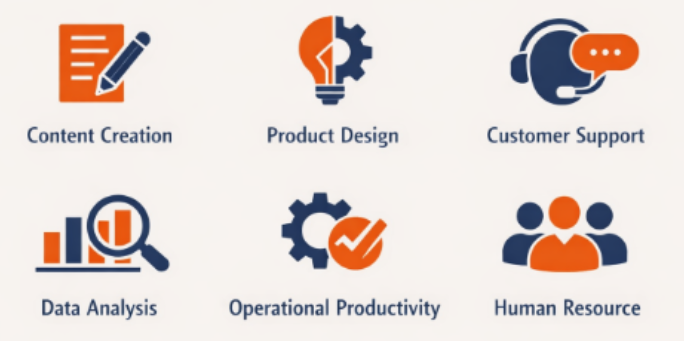 Content Creation
Product Design
Customer Support
Data Analysis
Operational Productivity
Human Resource